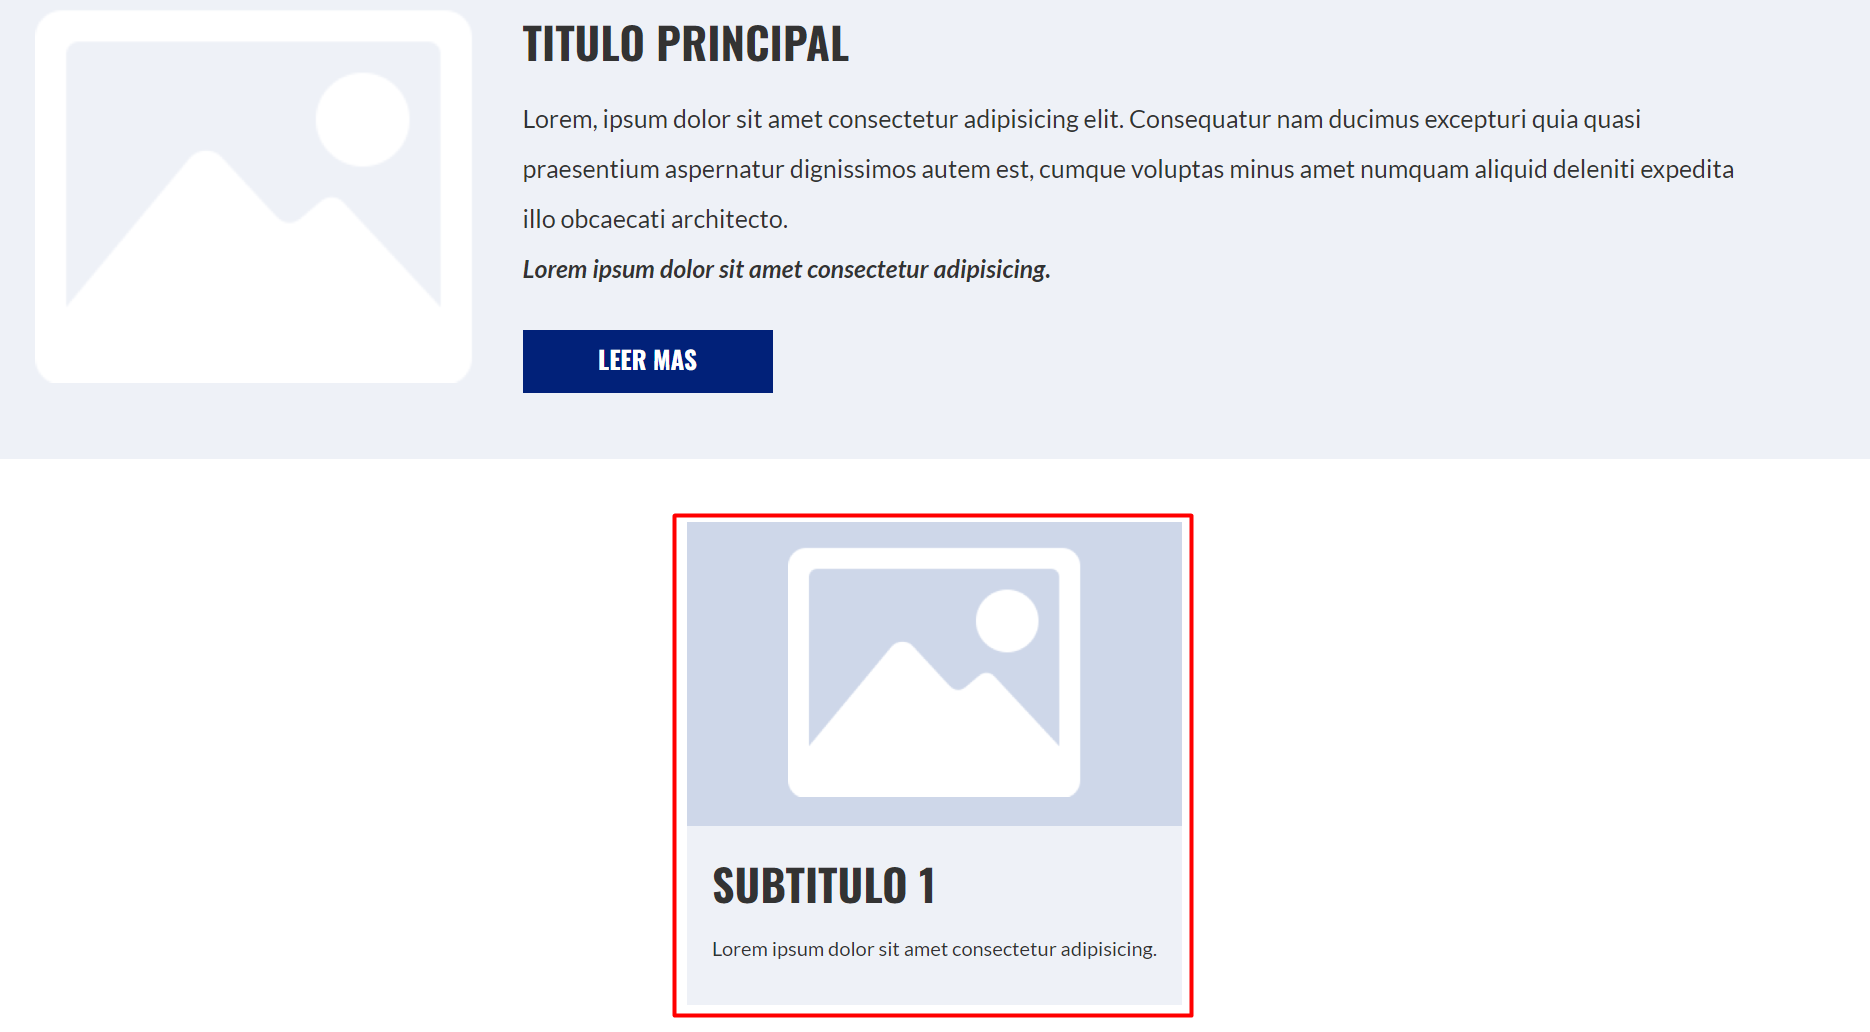 TITULO PRINCIPAL
Lorem, ipsum dolor sit amet consectetur adipisicing elit. Consequatur nam ducimus excepturi quia quasi
praesentium aspernatur dignissimos autem est, cumque voluptas minus amet numquam aliquid deleniti expedita
illo obcaecati architecto.
Lorem ipsum dolor sit amet consectetur adipisicing.
LEER MAS
SUBTITULO 1
Lorem ipsum dolor sit amet consectetur adipisicing.